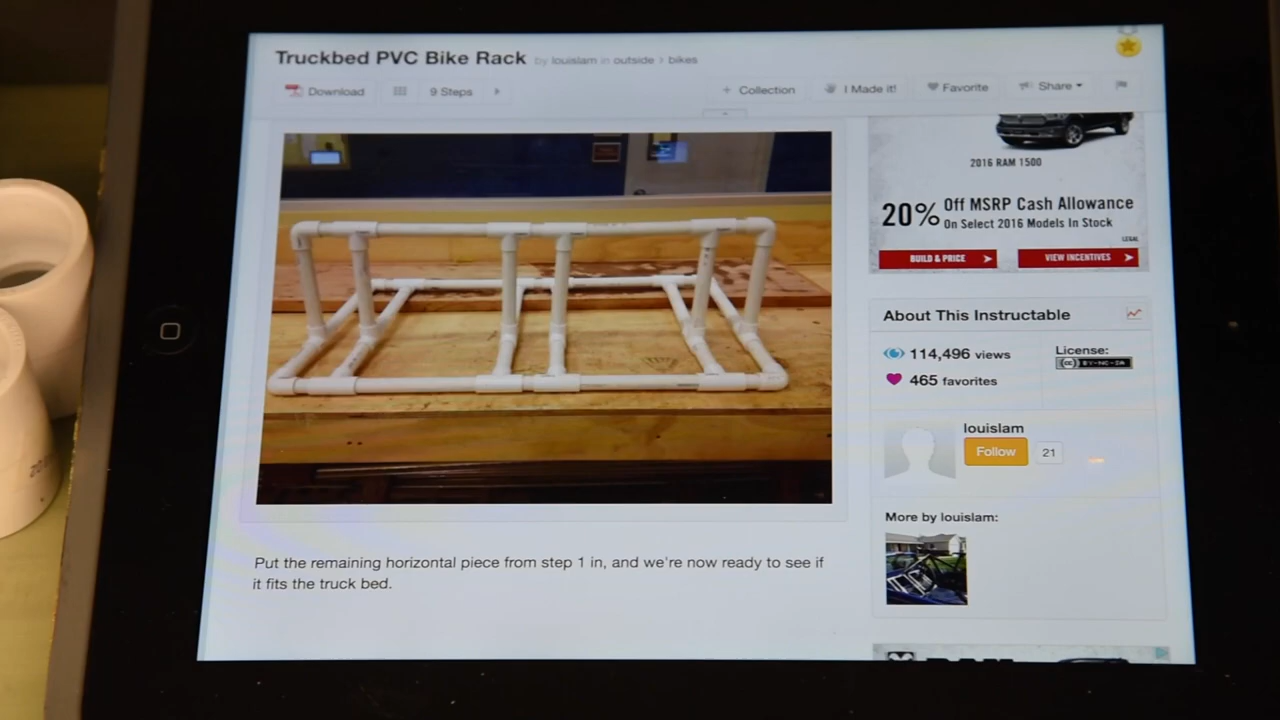 Truckbed PVC Bike Rack by louislam in outside > bikes
Download 9 Steps + Collection I Made it! Favorite Share
2016 RAM 1500
20% Off MSRP Cash Allowance
On Select 2016 Models In Stock
LEGAL
BUILD & PRICE VIEW INCENTIVES
About This Instructable
114,496 views
License:
465 favorites
louislam
Follow 21
More by louislam:
Put the remaining horizontal piece from step 1 in, and we're now ready to see if
it fits the truck bed.